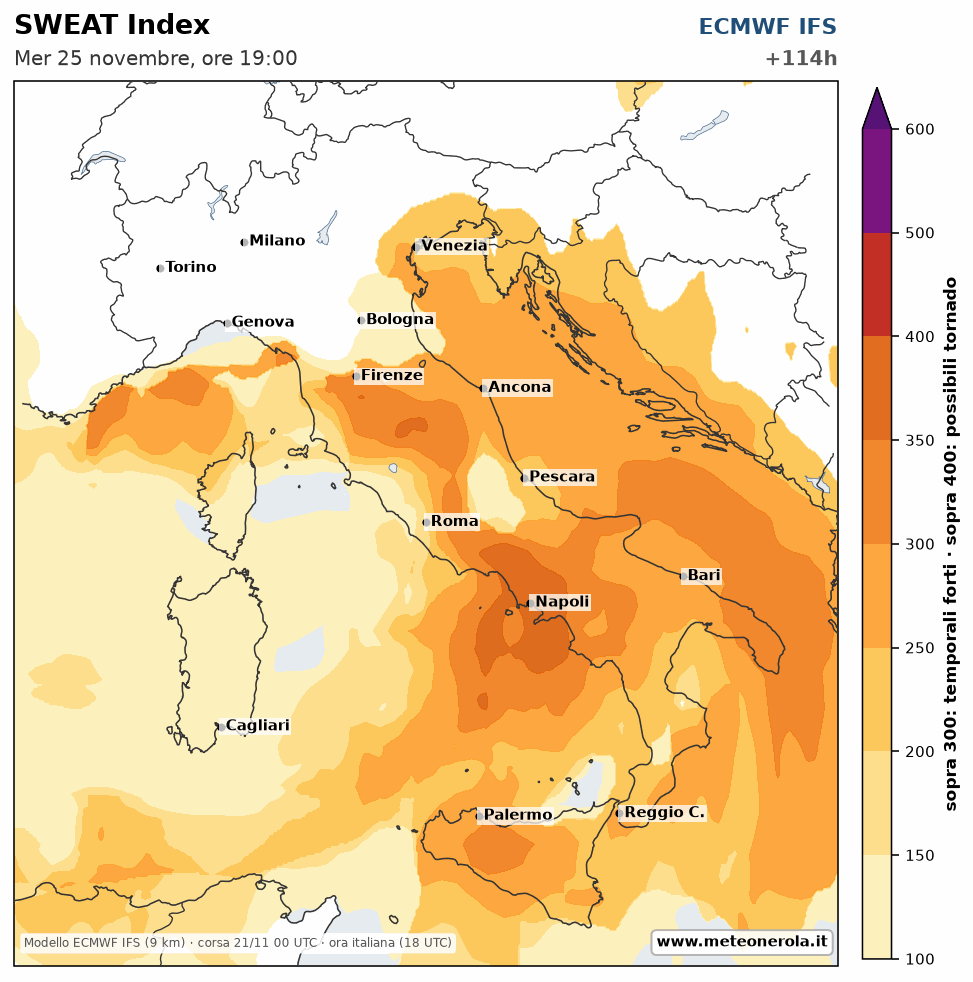 SWEAT Index
ECMWF IFS
Mer 25 novembre, ore 19:00
+114h
Milano
Torino
Venezia
Genova
Bologna
Firenze
Ancona
Pescara
Roma
Bari
Napoli
Cagliari
Palermo
Reggio C.
600
500
400
350
300
250
200
150
100
sopra 300: temporali forti · sopra 400: possibili tornado
Modello ECMWF IFS (9 km) · corsa 21/11 00 UTC · ora italiana (18 UTC)
www.meteonerola.it